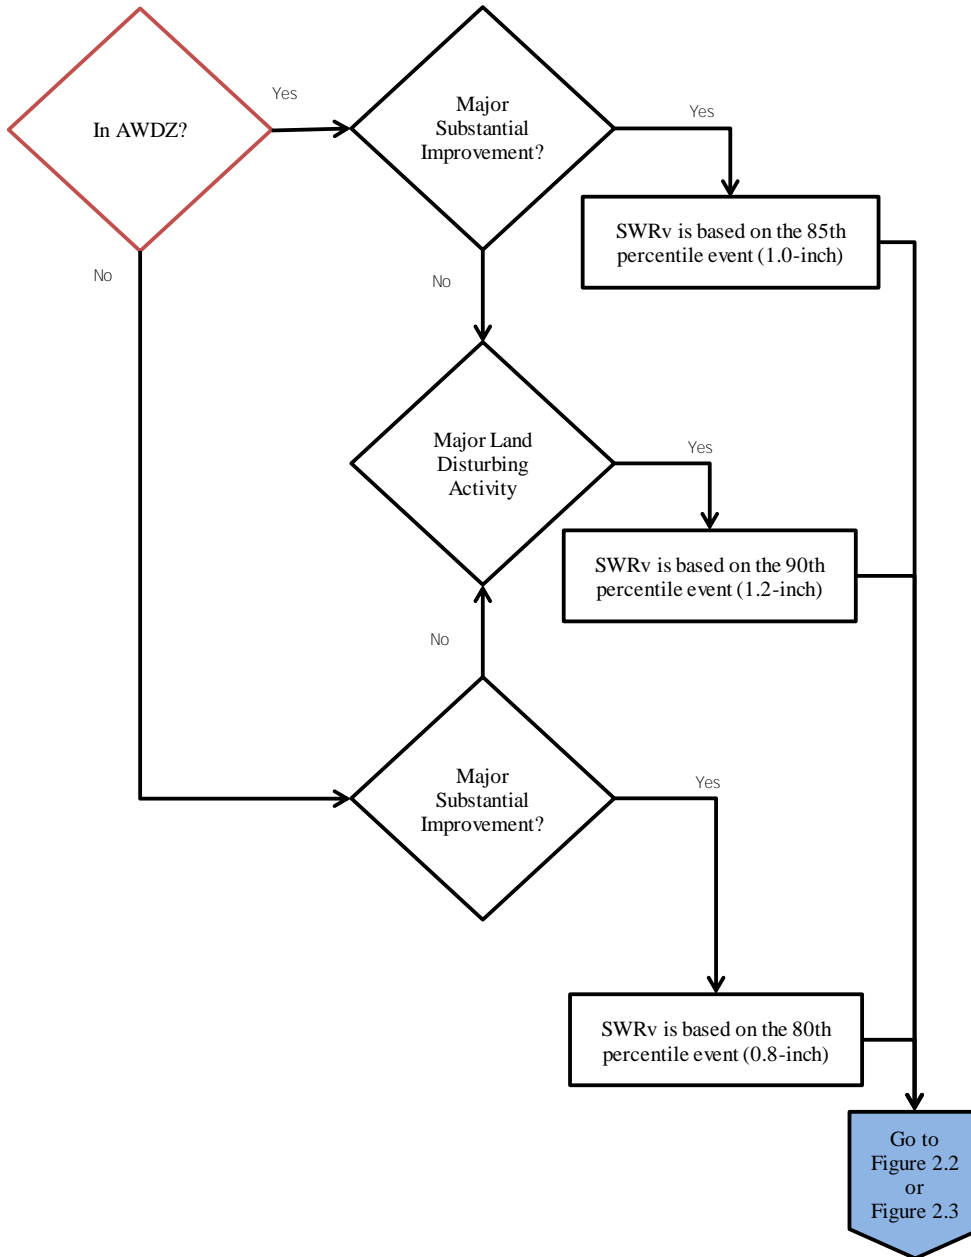 In AWDZ?
Yes
Major
Substantial
Improvement?
Yes
SWRv is based on the 85th
percentile event (1.0-inch)
No
No
Major Land
Disturbing
Activity
Yes
SWRv is based on the 90th
percentile event (1.2-inch)
No
Major
Substantial
Improvement?
Yes
SWRv is based on the 80th
percentile event (0.8-inch)
Go to
Figure 2.2
or
Figure 2.3